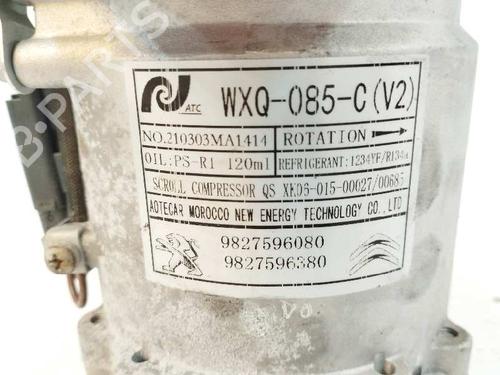 ATC WXQ-085-C(V2)
NO.210303MA1414 ROTATION
OIL:PS-R1 120ml REFRIGERANT:1234YF/R134a
SCROLL COMPRESSOR QS XK06-015-00027/00685
AOTECAR MOROCCO NEW ENERGY TECHNOLOGY CO., LTD
9827596080
9827596380
B-PARTS